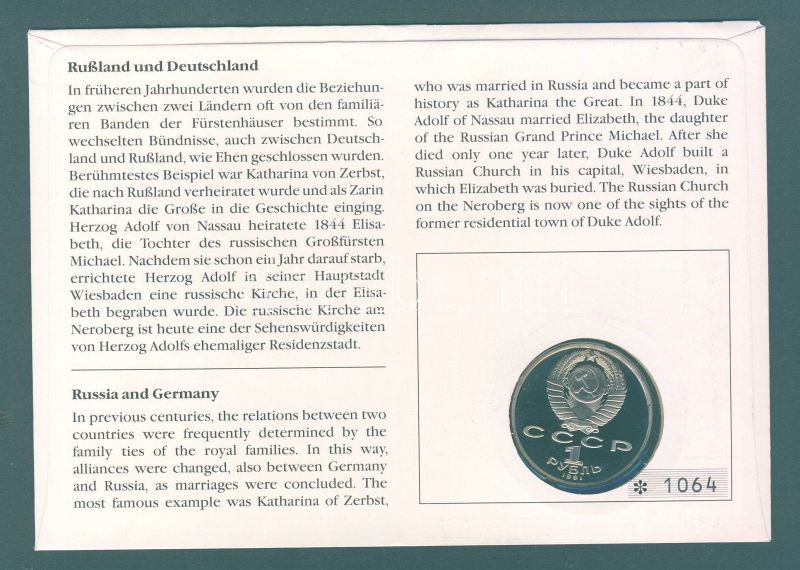 Rußland und Deutschland
In früheren Jahrhunderten wurden die Beziehun-
gen zwischen zwei Ländern oft von den familiä-
ren Banden der Fürstenhäuser bestimmt. So
wechselten Bündnisse, auch zwischen Deutsch-
land und Rußland, wie Ehen geschlossen wurden.
Berühmtestes Beispiel war Katharina von Zerbst,
die nach Rußland verheiratet wurde und als Zarin
Katharina die Große in die Geschichte einging.
Herzog Adolf von Nassau heiratete 1844 Elisa-
beth, die Tochter des russischen Großfürsten
Michael. Nachdem sie schon ein Jahr darauf starb,
errichtete Herzog Adolf in seiner Hauptstadt
Wiesbaden eine russische Kirche, in der Elisa-
beth begraben wurde. Die russische Kirche am
Neroberg ist heute eine der Sehenswürdigkeiten
von Herzog Adolfs ehemaliger Residenzstadt.
Russia and Germany
In previous centuries, the relations between two
countries were frequently determined by the
family ties of the royal families. In this way,
alliances were changed, also between Germany
and Russia, as marriages were concluded. The
most famous example was Katharina of Zerbst,
who was married in Russia and became a part of
history as Katharina the Great. In 1844, Duke
Adolf of Nassau married Elizabeth, the daughter
of the Russian Grand Prince Michael. After she
died only one year later, Duke Adolf built a
Russian Church in his capital, Wiesbaden, in
which Elizabeth was buried. The Russian Church
on the Neroberg is now one of the sights of the
former residential town of Duke Adolf.
СССР
1
РУБЛЬ
1991
* 1064